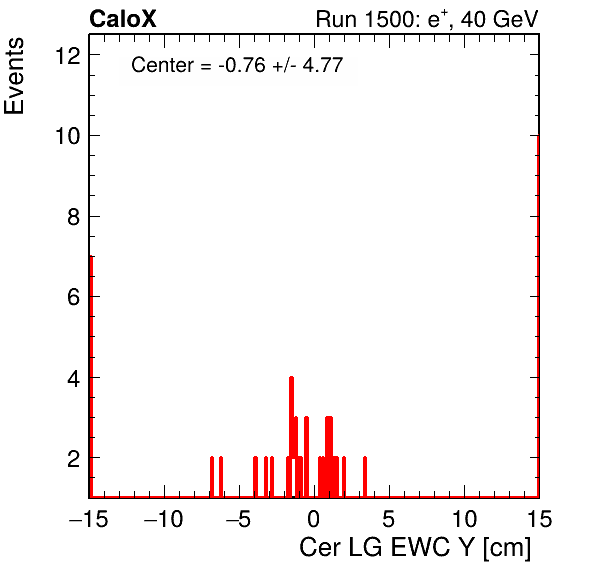 CaloX Run 1500: e⁺, 40 GeV
Center = -0.76 +/- 4.77
Events
12
10
8
6
4
2
−15 −10 −5 0 5 10 15
Cer LG EWC Y [cm]